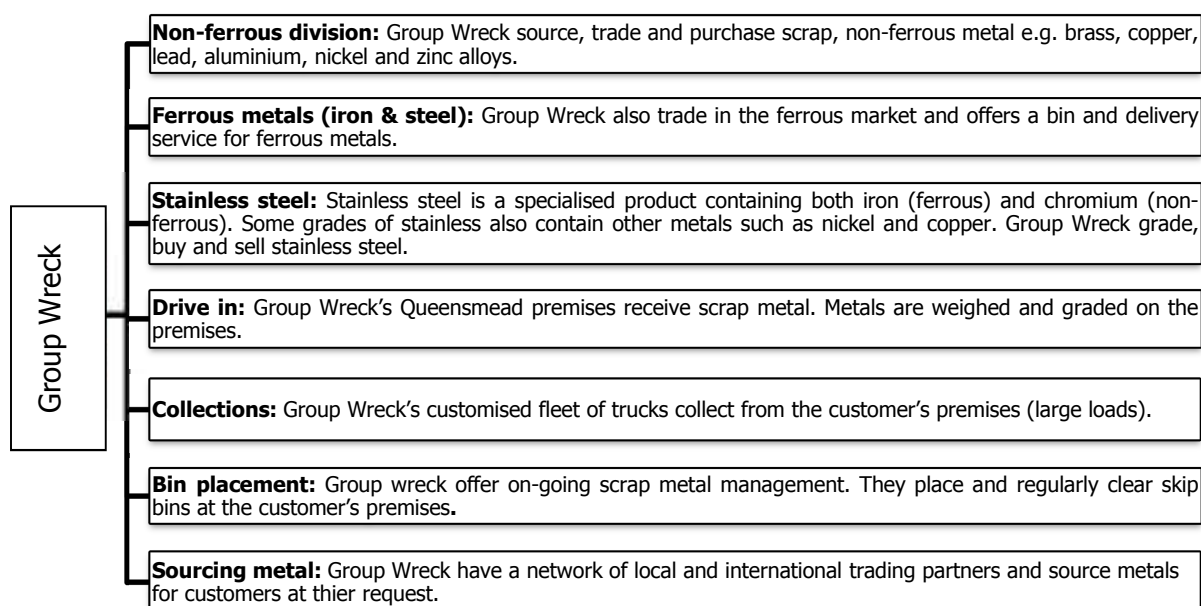 Group Wreck
Non-ferrous division: Group Wreck source, trade and purchase scrap, non-ferrous metal e.g. brass, copper,
lead, aluminium, nickel and zinc alloys.
Ferrous metals (iron & steel): Group Wreck also trade in the ferrous market and offers a bin and delivery
service for ferrous metals.
Stainless steel: Stainless steel is a specialised product containing both iron (ferrous) and chromium (non-
ferrous). Some grades of stainless also contain other metals such as nickel and copper. Group Wreck grade,
buy and sell stainless steel.
Drive in: Group Wreck’s Queensmead premises receive scrap metal. Metals are weighed and graded on the
premises.
Collections: Group Wreck’s customised fleet of trucks collect from the customer’s premises (large loads).
Bin placement: Group wreck offer on-going scrap metal management. They place and regularly clear skip
bins at the customer’s premises.
Sourcing metal: Group Wreck have a network of local and international trading partners and source metals
for customers at thier request.